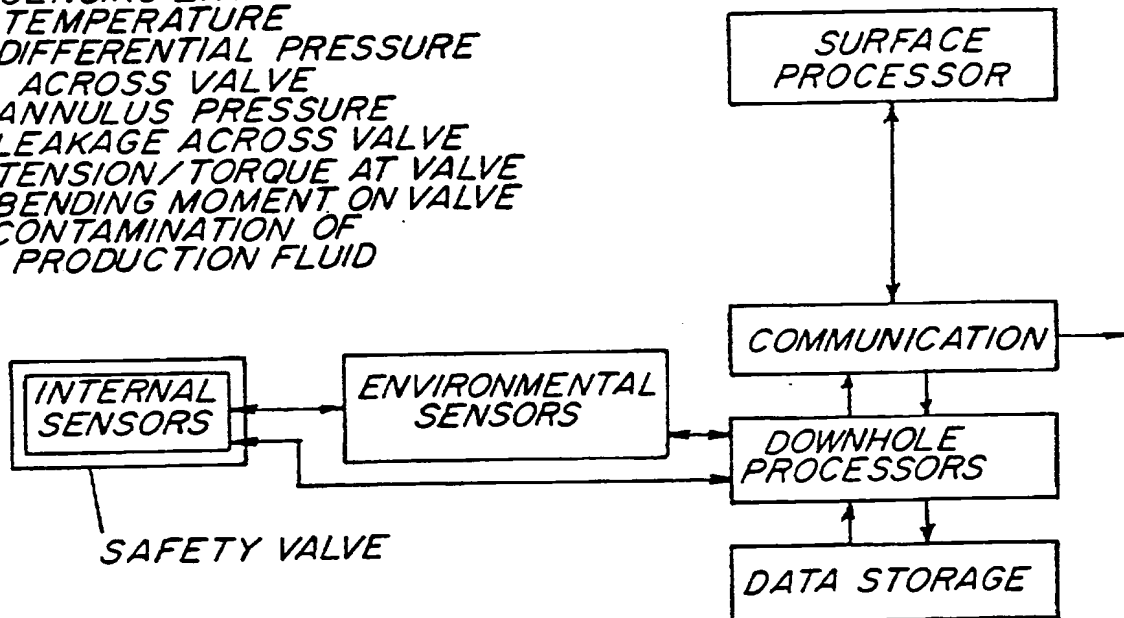 TEMPERATURE
DIFFERENTIAL PRESSURE
ACROSS VALVE
ANNULUS PRESSURE
LEAKAGE ACROSS VALVE
TENSION/TORQUE AT VALVE
BENDING MOMENT ON VALVE
CONTAMINATION OF
PRODUCTION FLUID
SURFACE
PROCESSOR
COMMUNICATION
INTERNAL
SENSORS
ENVIRONMENTAL
SENSORS
DOWNHOLE
PROCESSORS
SAFETY VALVE
DATA STORAGE